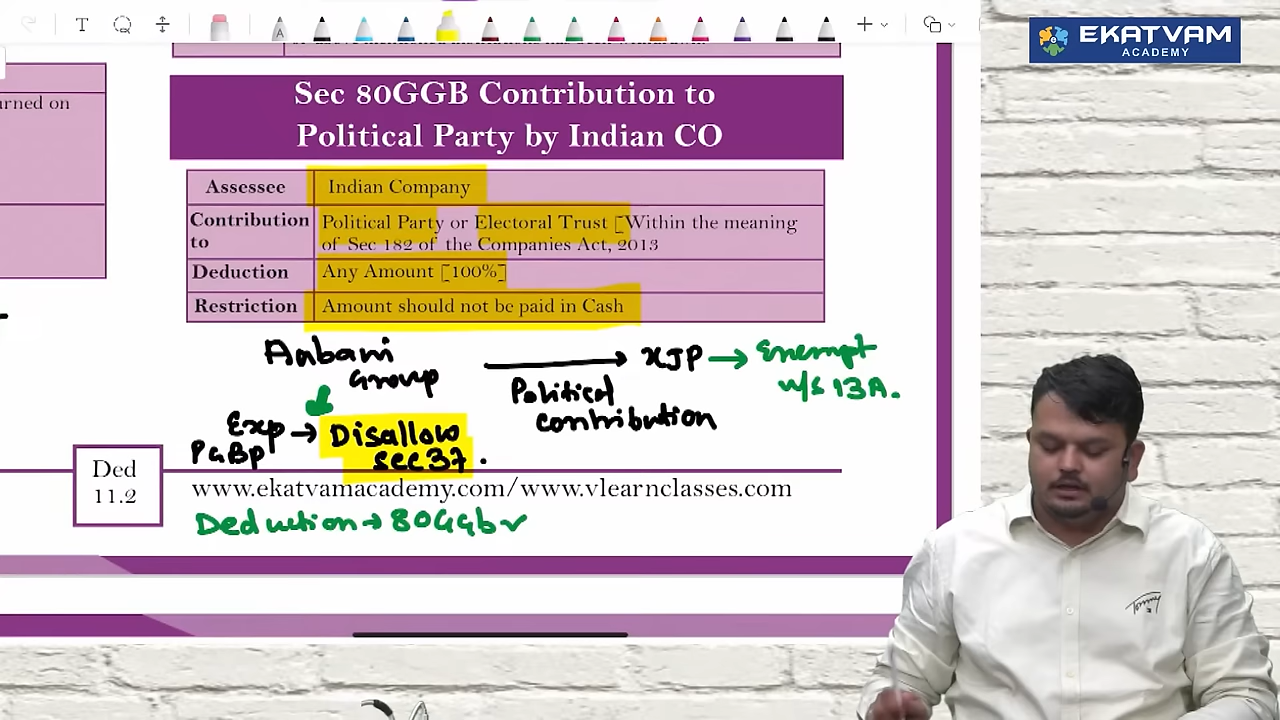 T
A
EKATVAM
ACADEMY
urned on
Sec 80GGB Contribution to
Political Party by Indian CO
Assessee Indian Company
Contribution to Political Party or Electoral Trust [Within the meaning
of Sec 182 of the Companies Act, 2013
Deduction Any Amount [100%]
Restriction Amount should not be paid in Cash
Anbani
Group
Political
contribution
XJP → Exempt
u/s 13A.
Exp → Disallow
PGBP Sec 37.
Ded
11.2
www.ekatvamacademy.com/www.vlearnclasses.com
Deduction → 80GGb ✓
Tommy